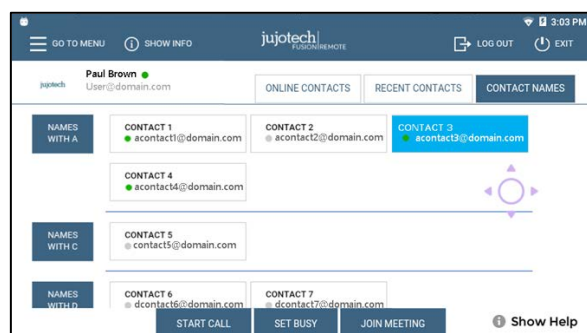 3:03 PM
GO TO MENU
SHOW INFO
jujotech
FUSION|REMOTE
LOG OUT
EXIT
jujotech
Paul Brown
User@domain.com
ONLINE CONTACTS
RECENT CONTACTS
CONTACT NAMES
NAMES WITH A
CONTACT 1
acontact1@domain.com
CONTACT 2
acontact2@domain.com
CONTACT 3
acontact3@domain.com
CONTACT 4
acontact4@domain.com
NAMES WITH C
CONTACT 5
contact5@domain.com
NAMES WITH D
CONTACT 6
dcontact6@domain.com
CONTACT 7
dcontact7@domain.com
START CALL
SET BUSY
JOIN MEETING
Show Help